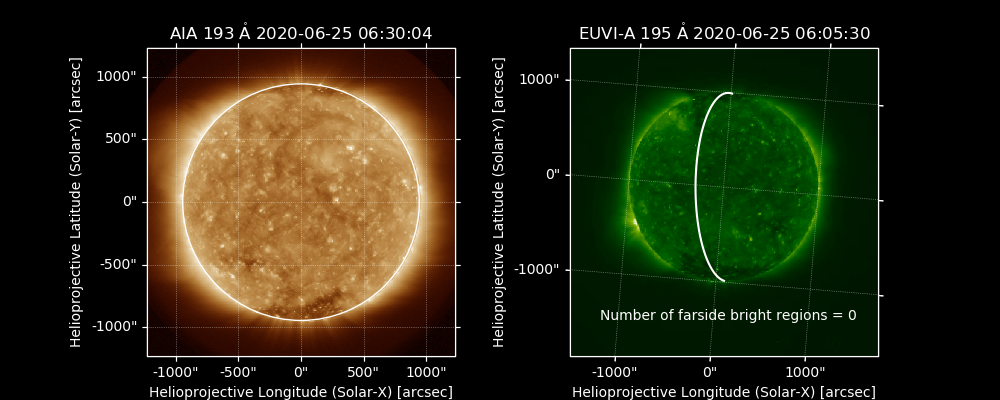 AIA 193 Å 2020-06-25 06:30:04
1000"
500"
0"
-500"
-1000"
Helioprojective Latitude (Solar-Y) [arcsec]
-1000" -500" 0" 500" 1000"
Helioprojective Longitude (Solar-X) [arcsec]
EUVI-A 195 Å 2020-06-25 06:05:30
1000"
0"
-1000"
Helioprojective Latitude (Solar-Y) [arcsec]
Number of farside bright regions = 0
-1000" 0" 1000"
Helioprojective Longitude (Solar-X) [arcsec]